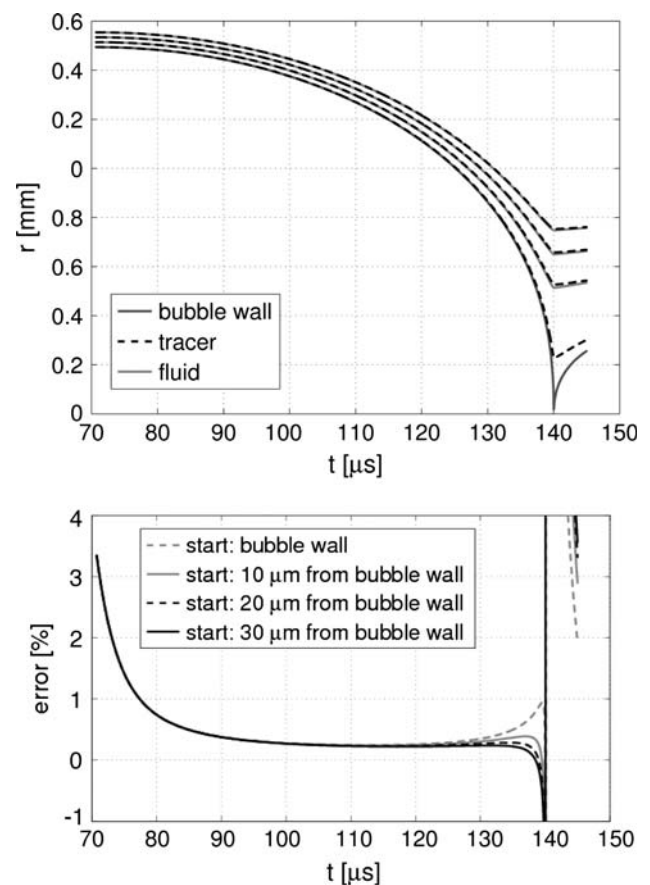 0.6
0.4
0.2
0
0.8
0.6
0.4
0.2
0
r [mm]
bubble wall
tracer
fluid
70 80 90 100 110 120 130 140 150
t [μs]
4
3
2
1
0
-1
error [%]
start: bubble wall
start: 10 μm from bubble wall
start: 20 μm from bubble wall
start: 30 μm from bubble wall
70 80 90 100 110 120 130 140 150
t [μs]